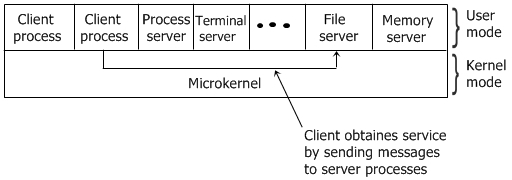 Client process
Client process
Process server
Terminal server
• • •
File server
Memory server
User mode
Microkernel
Kernel mode
Client obtaines service
by sending messages
to server processes